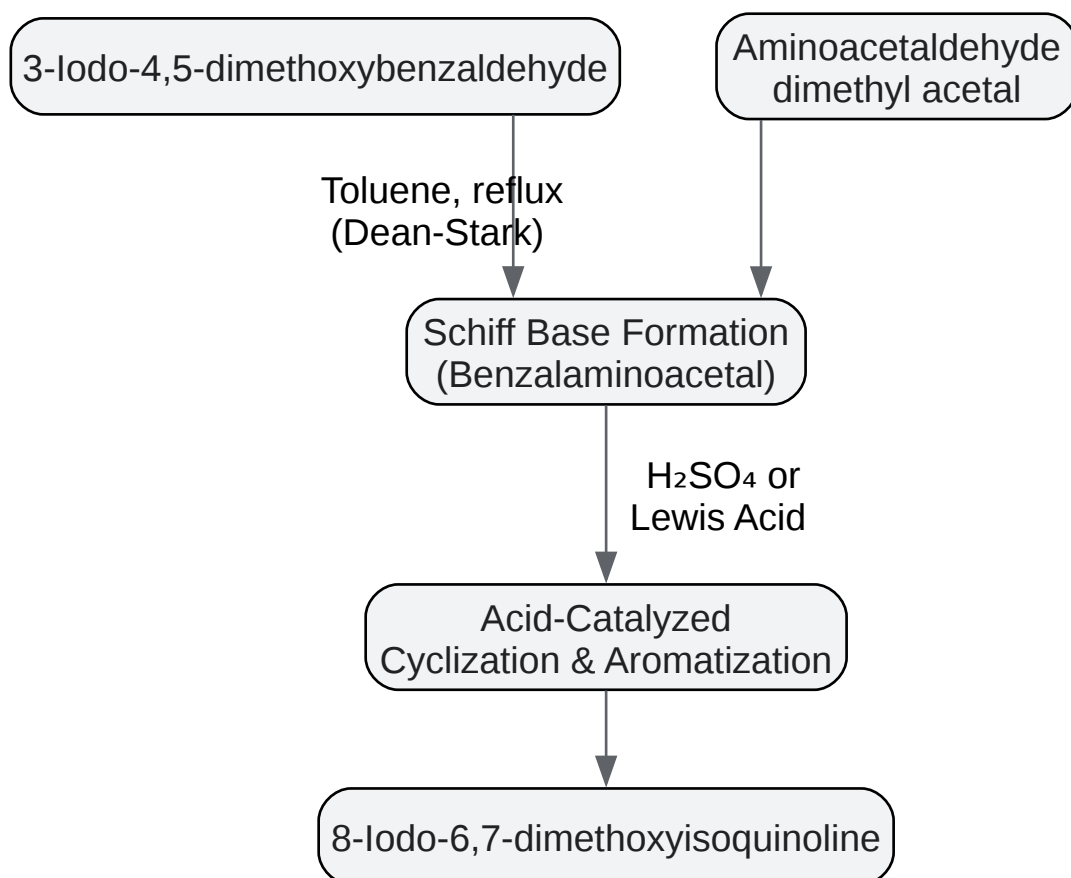 3-Iodo-4,5-dimethoxybenzaldehyde
Aminoacetaldehyde
dimethyl acetal
Toluene, reflux
(Dean-Stark)
Schiff Base Formation
(Benzalaminoacetal)
H₂SO₄ or
Lewis Acid
Acid-Catalyzed
Cyclization & Aromatization
8-Iodo-6,7-dimethoxyisoquinoline